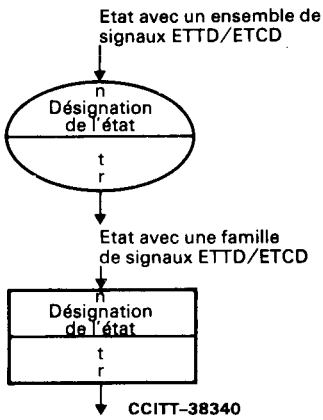 Etat avec un ensemble de
signaux ETTD/ETCD
n
Désignation
de l'état
t
r
Etat avec une famille
de signaux ETTD/ETCD
n
Désignation
de l'état
t
r
CCITT-38340